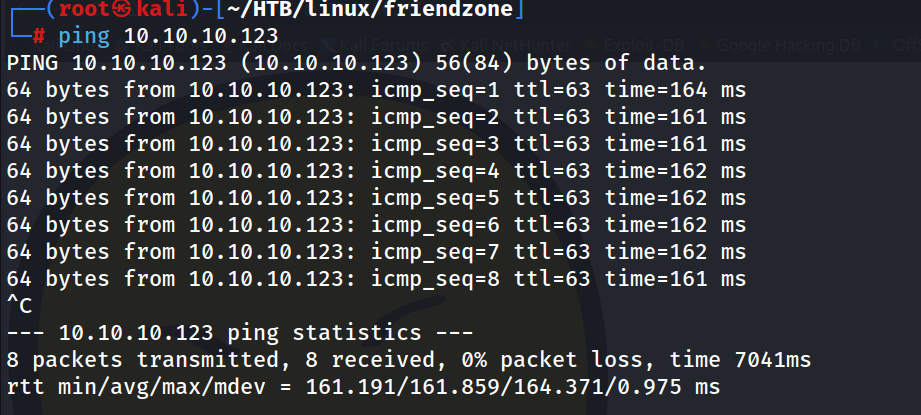 ┌──(root㉿kali)-[~/HTB/linux/friendzone]
└─# ping 10.10.10.123
PING 10.10.10.123 (10.10.10.123) 56(84) bytes of data.
64 bytes from 10.10.10.123: icmp_seq=1 ttl=63 time=164 ms
64 bytes from 10.10.10.123: icmp_seq=2 ttl=63 time=161 ms
64 bytes from 10.10.10.123: icmp_seq=3 ttl=63 time=161 ms
64 bytes from 10.10.10.123: icmp_seq=4 ttl=63 time=162 ms
64 bytes from 10.10.10.123: icmp_seq=5 ttl=63 time=162 ms
64 bytes from 10.10.10.123: icmp_seq=6 ttl=63 time=162 ms
64 bytes from 10.10.10.123: icmp_seq=7 ttl=63 time=162 ms
64 bytes from 10.10.10.123: icmp_seq=8 ttl=63 time=161 ms
^C
--- 10.10.10.123 ping statistics ---
8 packets transmitted, 8 received, 0% packet loss, time 7041ms
rtt min/avg/max/mdev = 161.191/161.859/164.371/0.975 ms